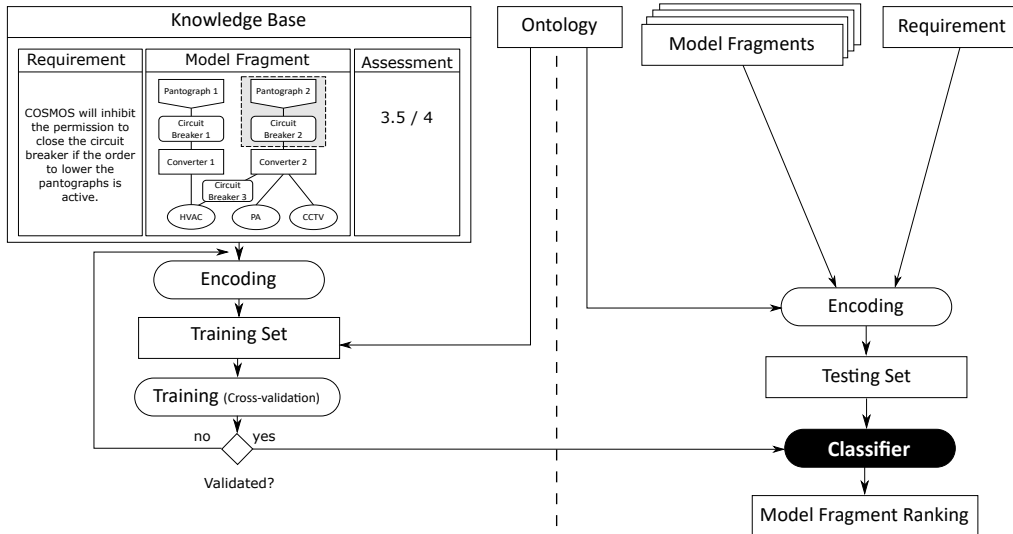 Knowledge Base
Requirement
Model Fragment
Assessment
COSMOS will inhibit
the permission to
close the circuit
breaker if the order
to lower the
pantographs is
active.
Pantograph 1
Pantograph 2
Circuit
Breaker 1
Circuit
Breaker 2
Converter 1
Converter 2
Circuit
Breaker 3
HVAC
PA
CCTV
3.5 / 4
Encoding
Training Set
Training (Cross-validation)
no
yes
Validated?
Ontology
Model Fragments
Requirement
Encoding
Testing Set
Classifier
Model Fragment Ranking